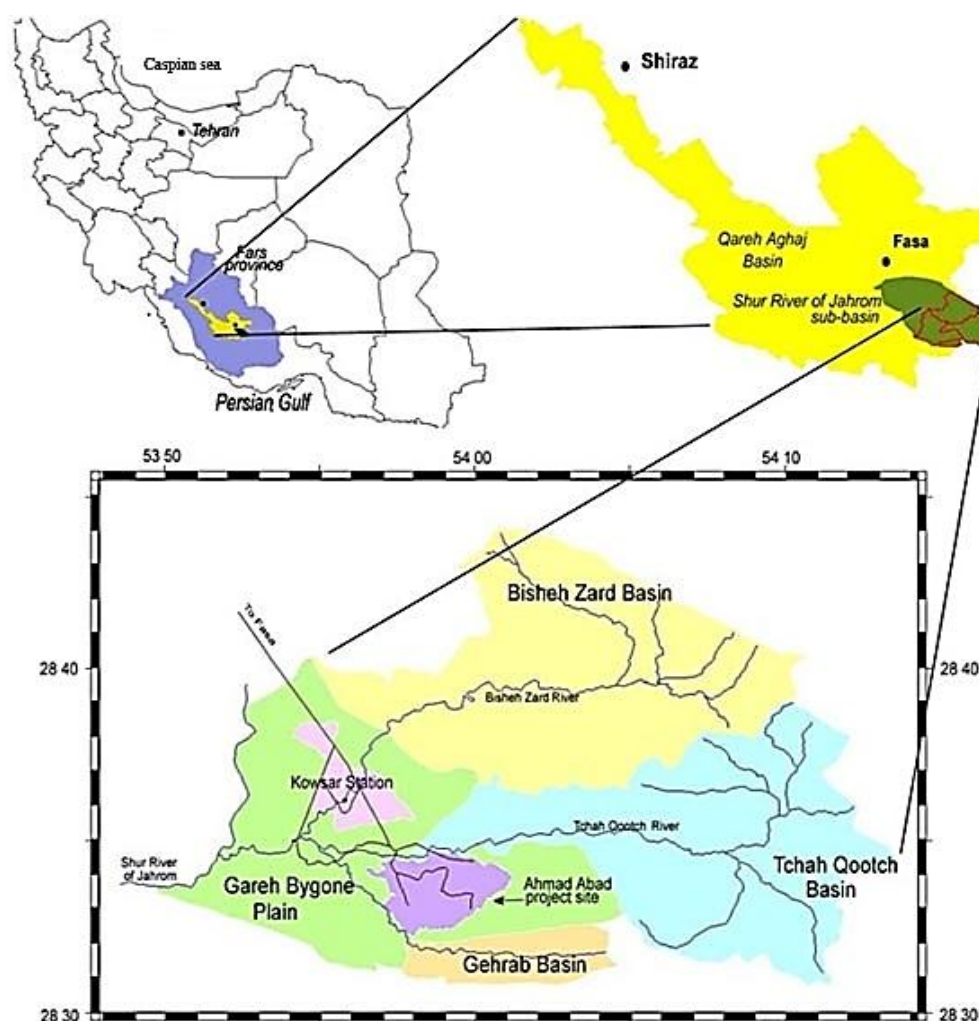 Caspian sea
Tehran
Fars
province
Persian Gulf
Shiraz
Qareh Aghaj
Basin
Fasa
Shur River of Jahrom
sub-basin
53 50
54 00
54 10
28 40
28 40
Bisheh Zard Basin
To Fasa
Bisheh Zard River
Kowsar Station
Tchah Qootch River
Shur River
of Jahrom
Gareh Bygone
Plain
Ahmad Abad
project site
Tchah Qootch
Basin
Gehrab Basin
28 30
28 30